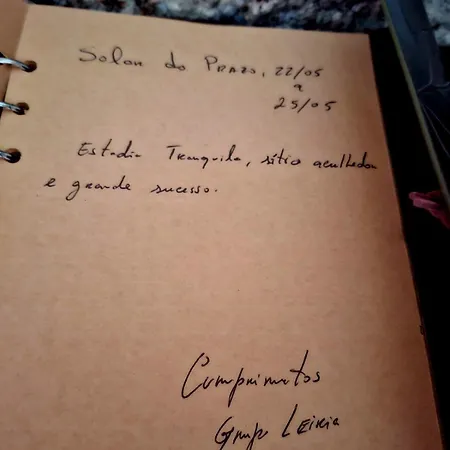 Solar do Prazo, 22/05
a
25/05
Estadia Tranquila, sítio acolhedor
e grande sucesso.
Cumprimentos
Grupo Leiria